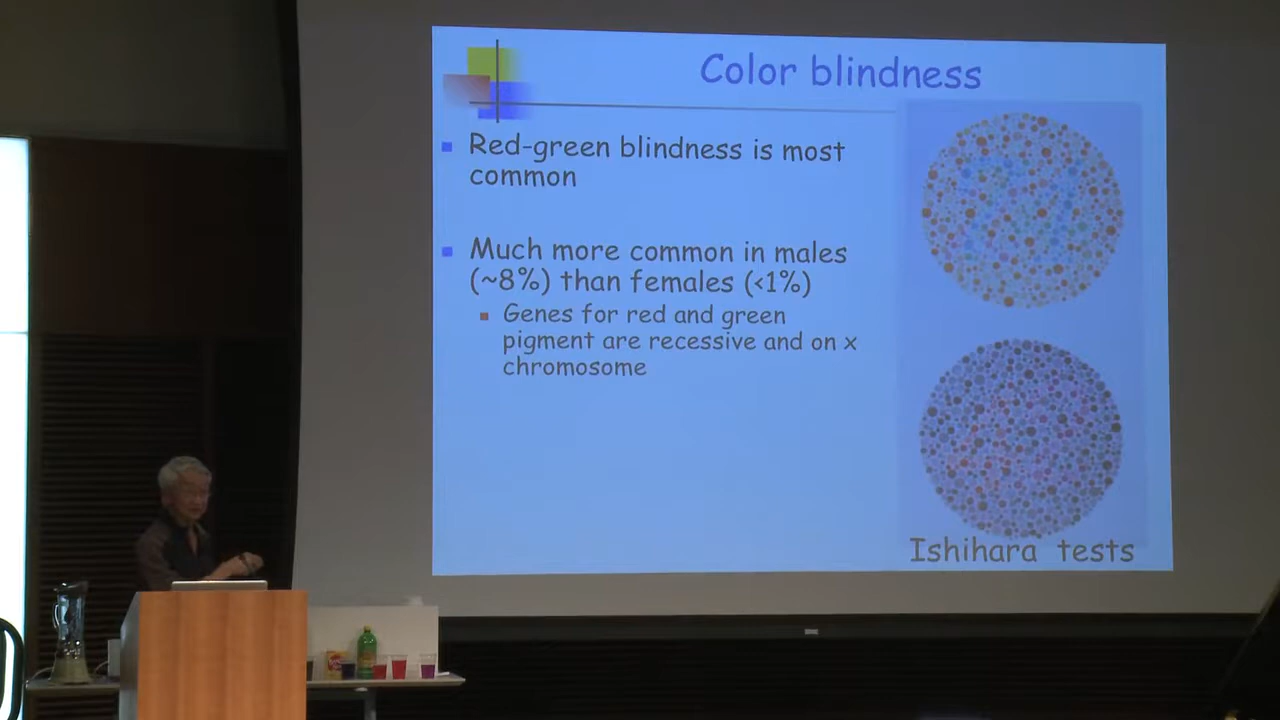 Color blindness
Red-green blindness is most
common
Much more common in males
(~8%) than females (<1%)
Genes for red and green
pigment are recessive and on x
chromosome
Ishihara tests